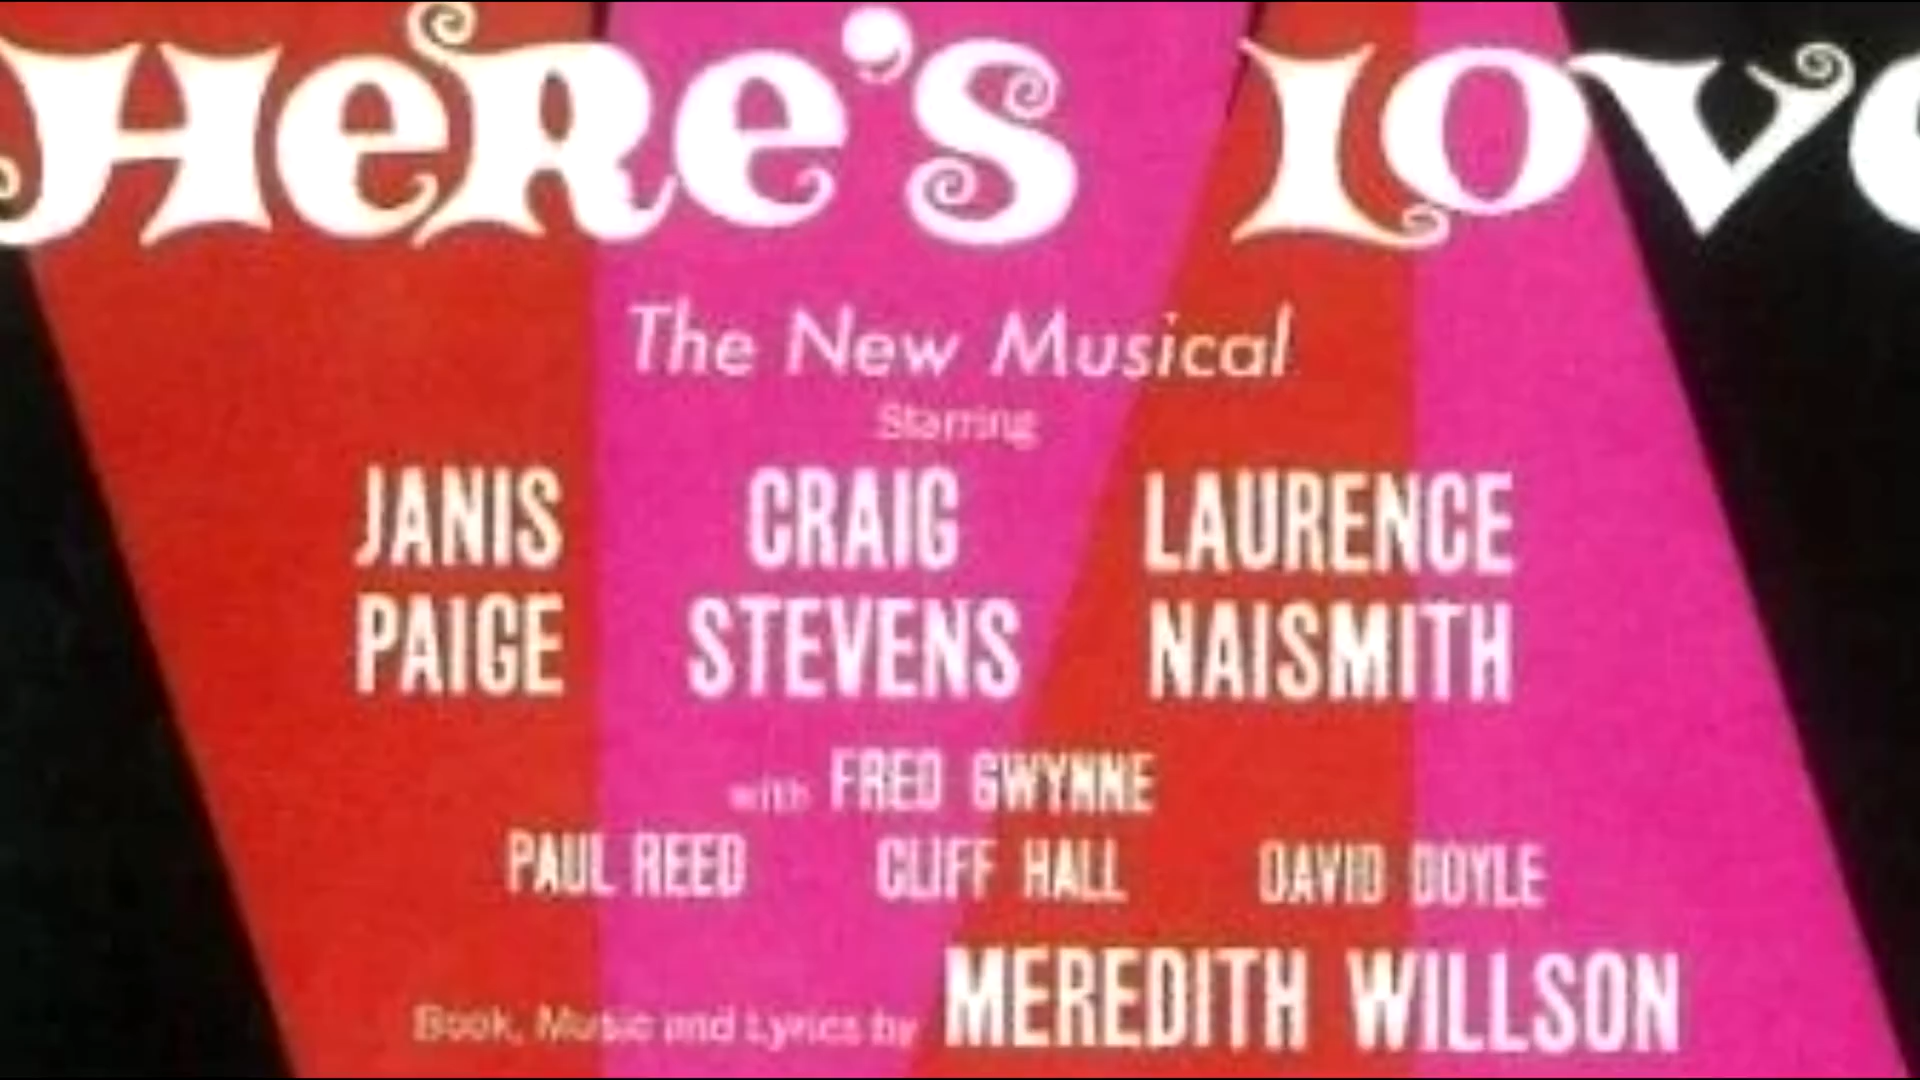 HeRe's LOVe
The New Musical
Starring
JANIS CRAIG LAURENCE
PAIGE STEVENS NAISMITH
with FRED GWYNNE
PAUL REED CLIFF HALL DAVID DOYLE
Book, Music and Lyrics by MEREDITH WILLSON